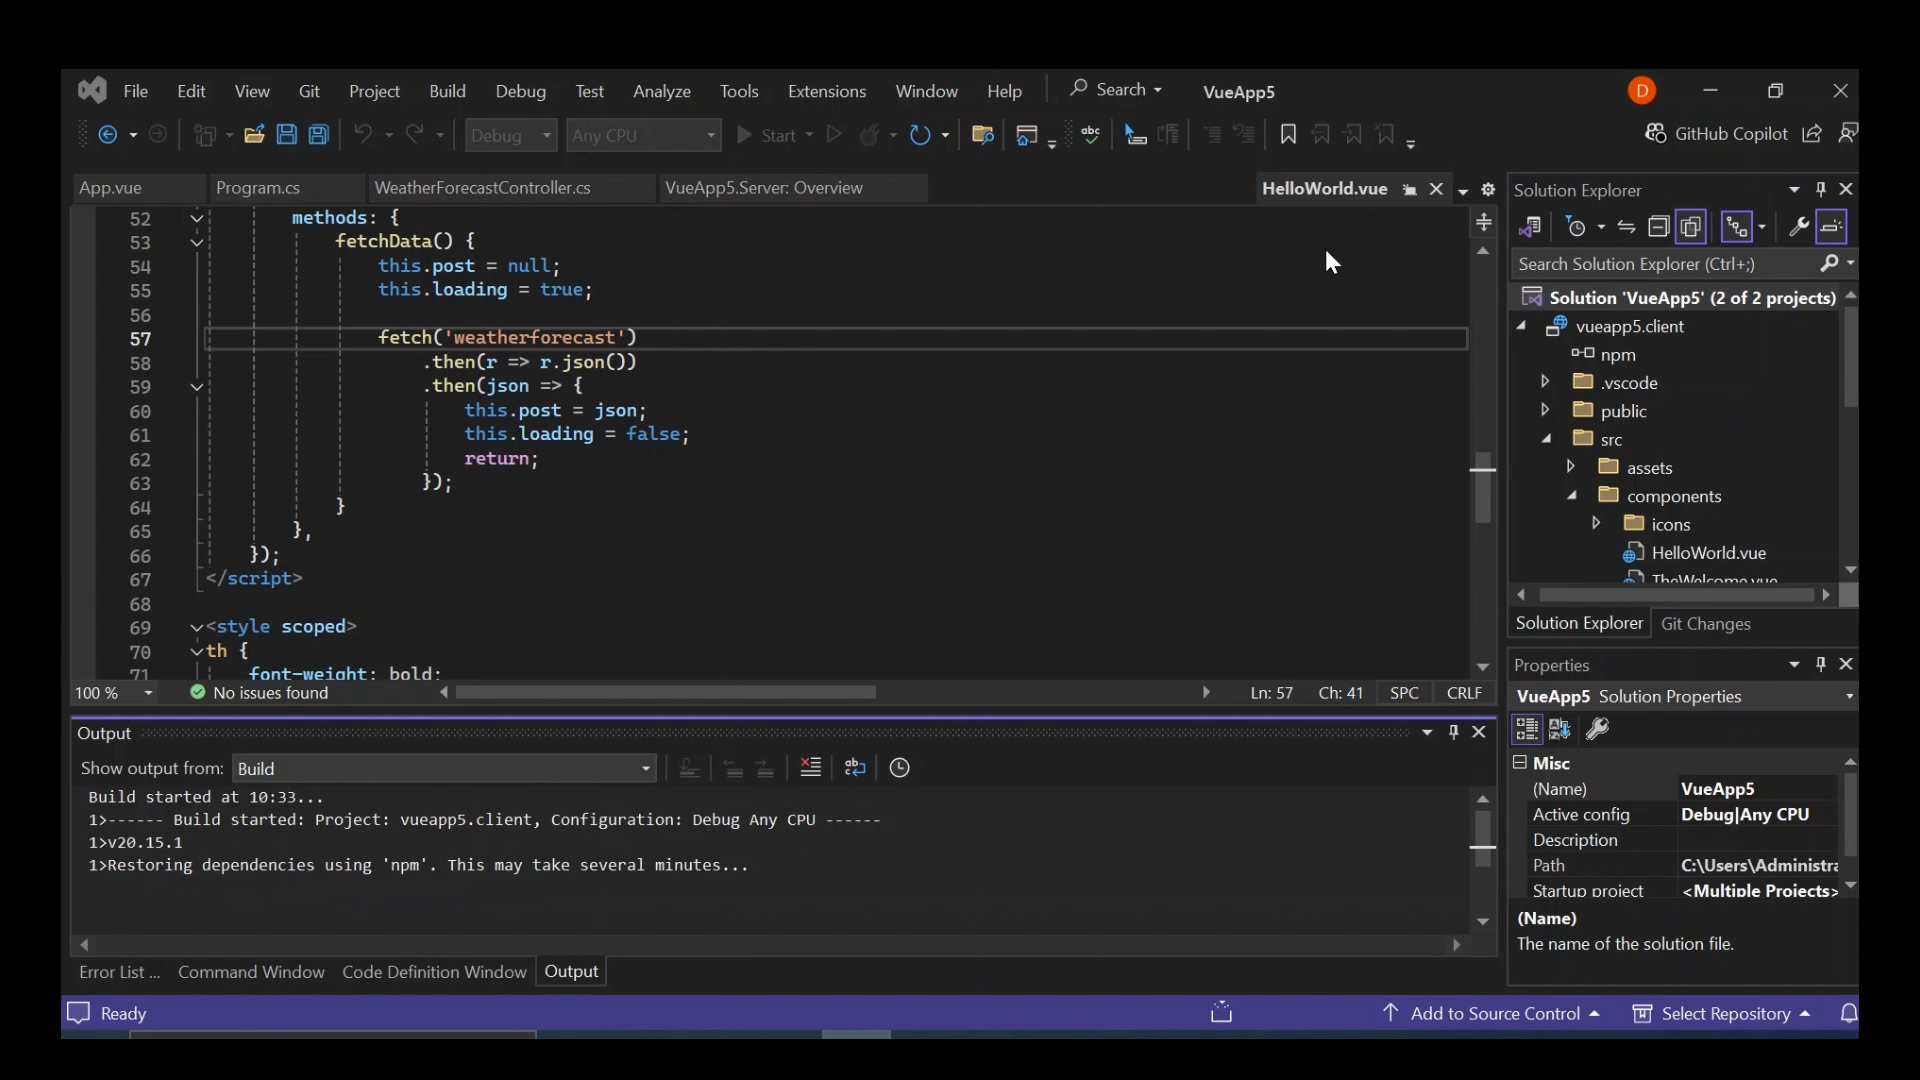 File Edit View Git Project Build Debug Test Analyze Tools Extensions Window Help Search VueApp5 D
Debug Any CPU Start abc GitHub Copilot
App.vue Program.cs WeatherForecastController.cs VueApp5.Server: Overview HelloWorld.vue
52 methods: {
53 fetchData() {
54 this.post = null;
55 this.loading = true;
56
57 fetch('weatherforecast')
58 .then(r => r.json())
59 .then(json => {
60 this.post = json;
61 this.loading = false;
62 return;
63 });
64 }
65 },
66 });
67 </script>
68
69 <style scoped>
70 th {
71 font-weight: bold;
100 % No issues found Ln: 57 Ch: 41 SPC CRLF
Output
Show output from: Build
Build started at 10:33...
1>------ Build started: Project: vueapp5.client, Configuration: Debug Any CPU ------
1>v20.15.1
1>Restoring dependencies using 'npm'. This may take several minutes...
Error List ... Command Window Code Definition Window Output
Solution Explorer
Search Solution Explorer (Ctrl+;)
Solution 'VueApp5' (2 of 2 projects)
vueapp5.client
npm
.vscode
public
src
assets
components
icons
HelloWorld.vue
TheWelcome.vue
Solution Explorer Git Changes
Properties
VueApp5 Solution Properties
Misc
(Name) VueApp5
Active config Debug|Any CPU
Description
Path C:\Users\Administra
Startup project <Multiple Projects>
(Name)
The name of the solution file.
Ready Add to Source Control Select Repository